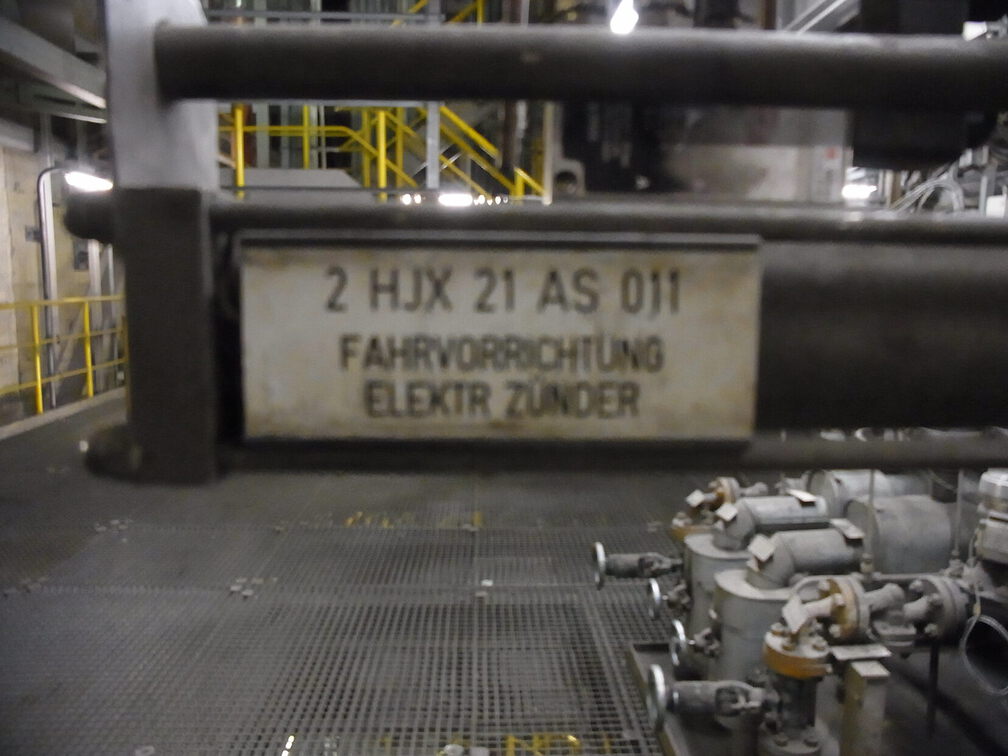 2 HJX 21 AS 011
FAHRVORRICHTUNG
ELEKTR ZÜNDER